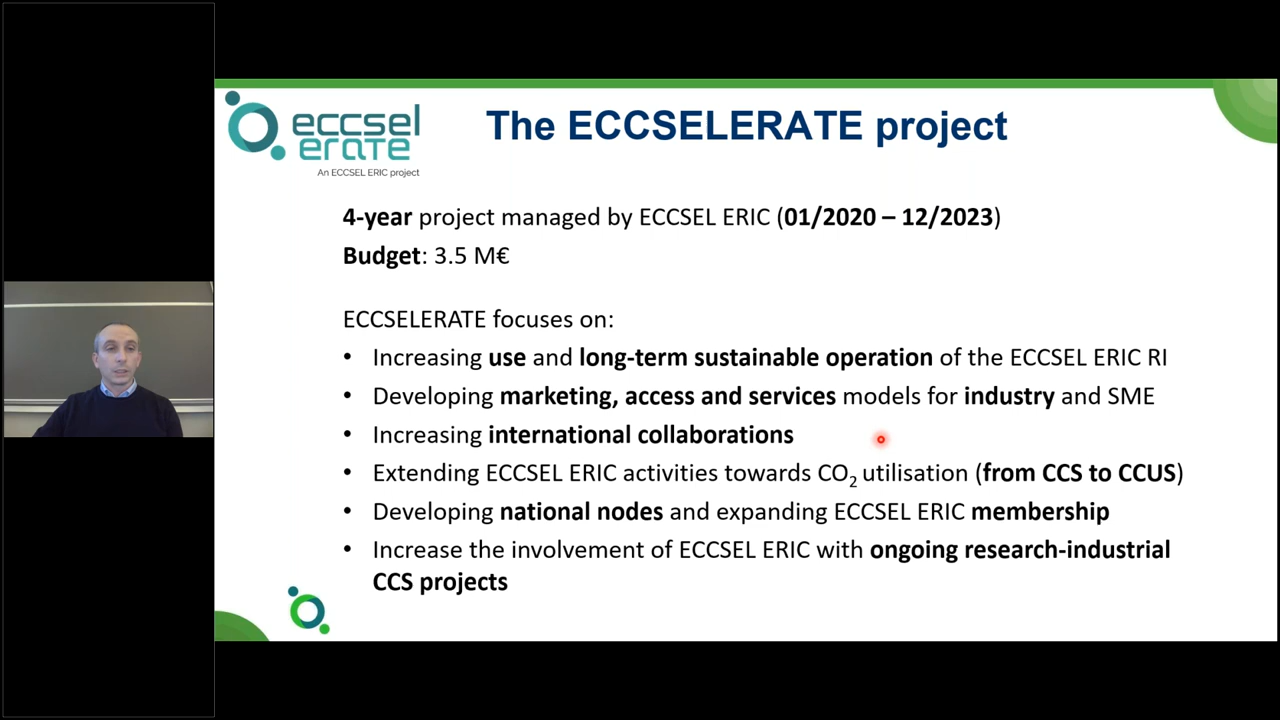 eccsel
erate
An ECCSEL ERIC project
The ECCSELERATE project
4-year project managed by ECCSEL ERIC (01/2020 – 12/2023)
Budget: 3.5 M€
ECCSELERATE focuses on:
• Increasing use and long-term sustainable operation of the ECCSEL ERIC RI
• Developing marketing, access and services models for industry and SME
• Increasing international collaborations
• Extending ECCSEL ERIC activities towards CO₂ utilisation (from CCS to CCUS)
• Developing national nodes and expanding ECCSEL ERIC membership
• Increase the involvement of ECCSEL ERIC with ongoing research-industrial
CCS projects